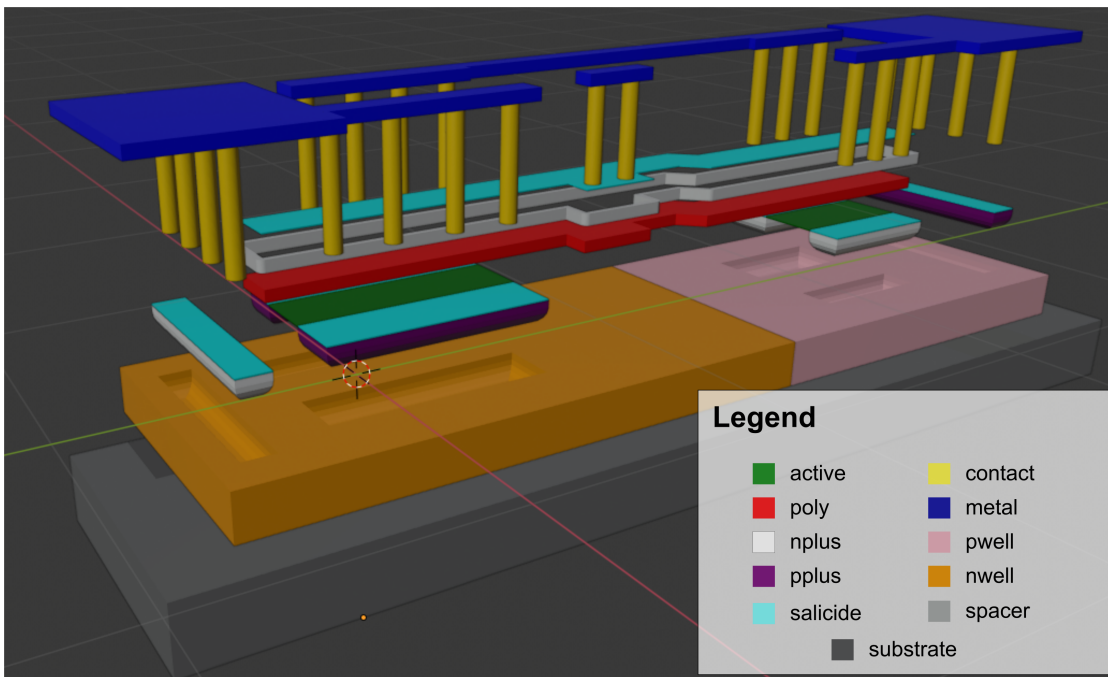 Legend
active
contact
poly
metal
nplus
pwell
pplus
nwell
salicide
spacer
substrate